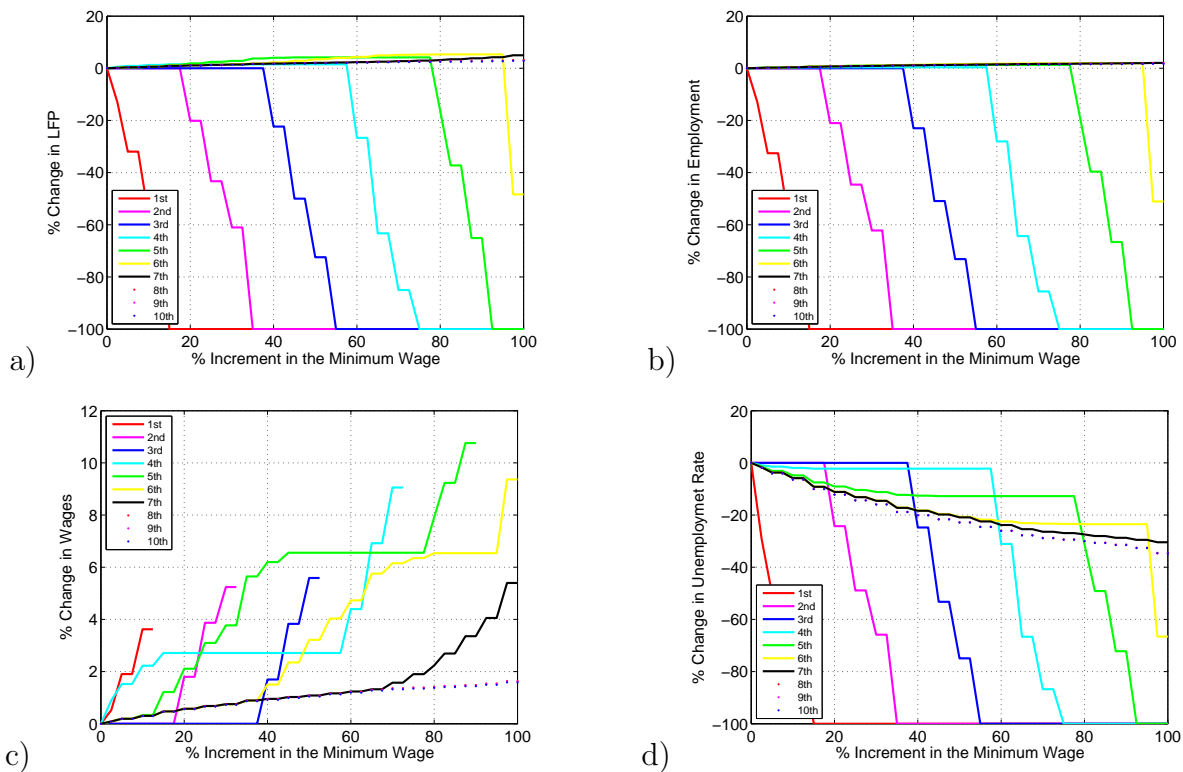 20
0
−20
−40
−60
−80
−100
% Change in LFP
1st
2nd
3rd
4th
5th
6th
7th
8th
9th
10th
0 20 40 60 80 100
% Increment in the Minimum Wage
a)
20
0
−20
−40
−60
−80
−100
% Change in Employment
1st
2nd
3rd
4th
5th
6th
7th
8th
9th
10th
0 20 40 60 80 100
% Increment in the Minimum Wage
b)
12
10
8
6
4
2
0
% Change in Wages
1st
2nd
3rd
4th
5th
6th
7th
8th
9th
10th
0 20 40 60 80 100
% Increment in the Minimum Wage
c)
20
0
−20
−40
−60
−80
−100
% Change in Unemploymet Rate
1st
2nd
3rd
4th
5th
6th
7th
8th
9th
10th
0 20 40 60 80 100
% Increment in the Minimum Wage
d)